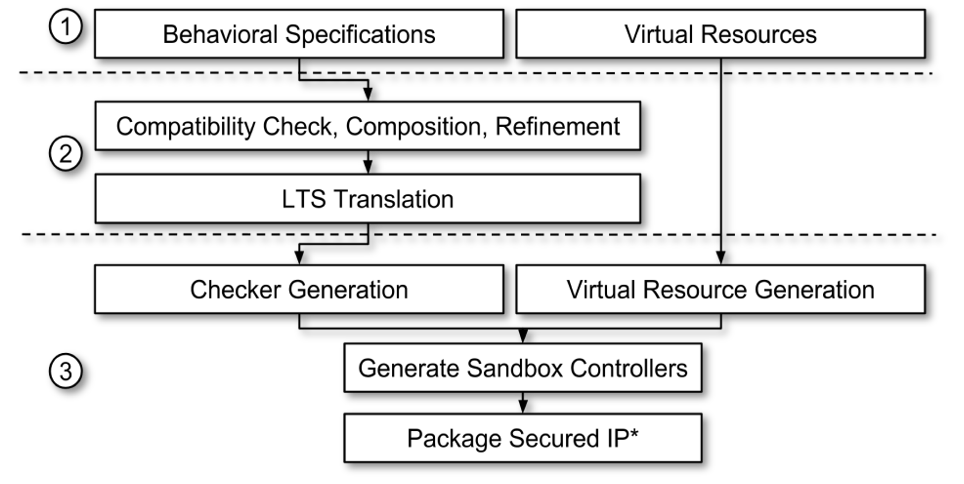 1
Behavioral Specifications
Virtual Resources
Compatibility Check, Composition, Refinement
2
LTS Translation
Checker Generation
Virtual Resource Generation
3
Generate Sandbox Controllers
Package Secured IP*